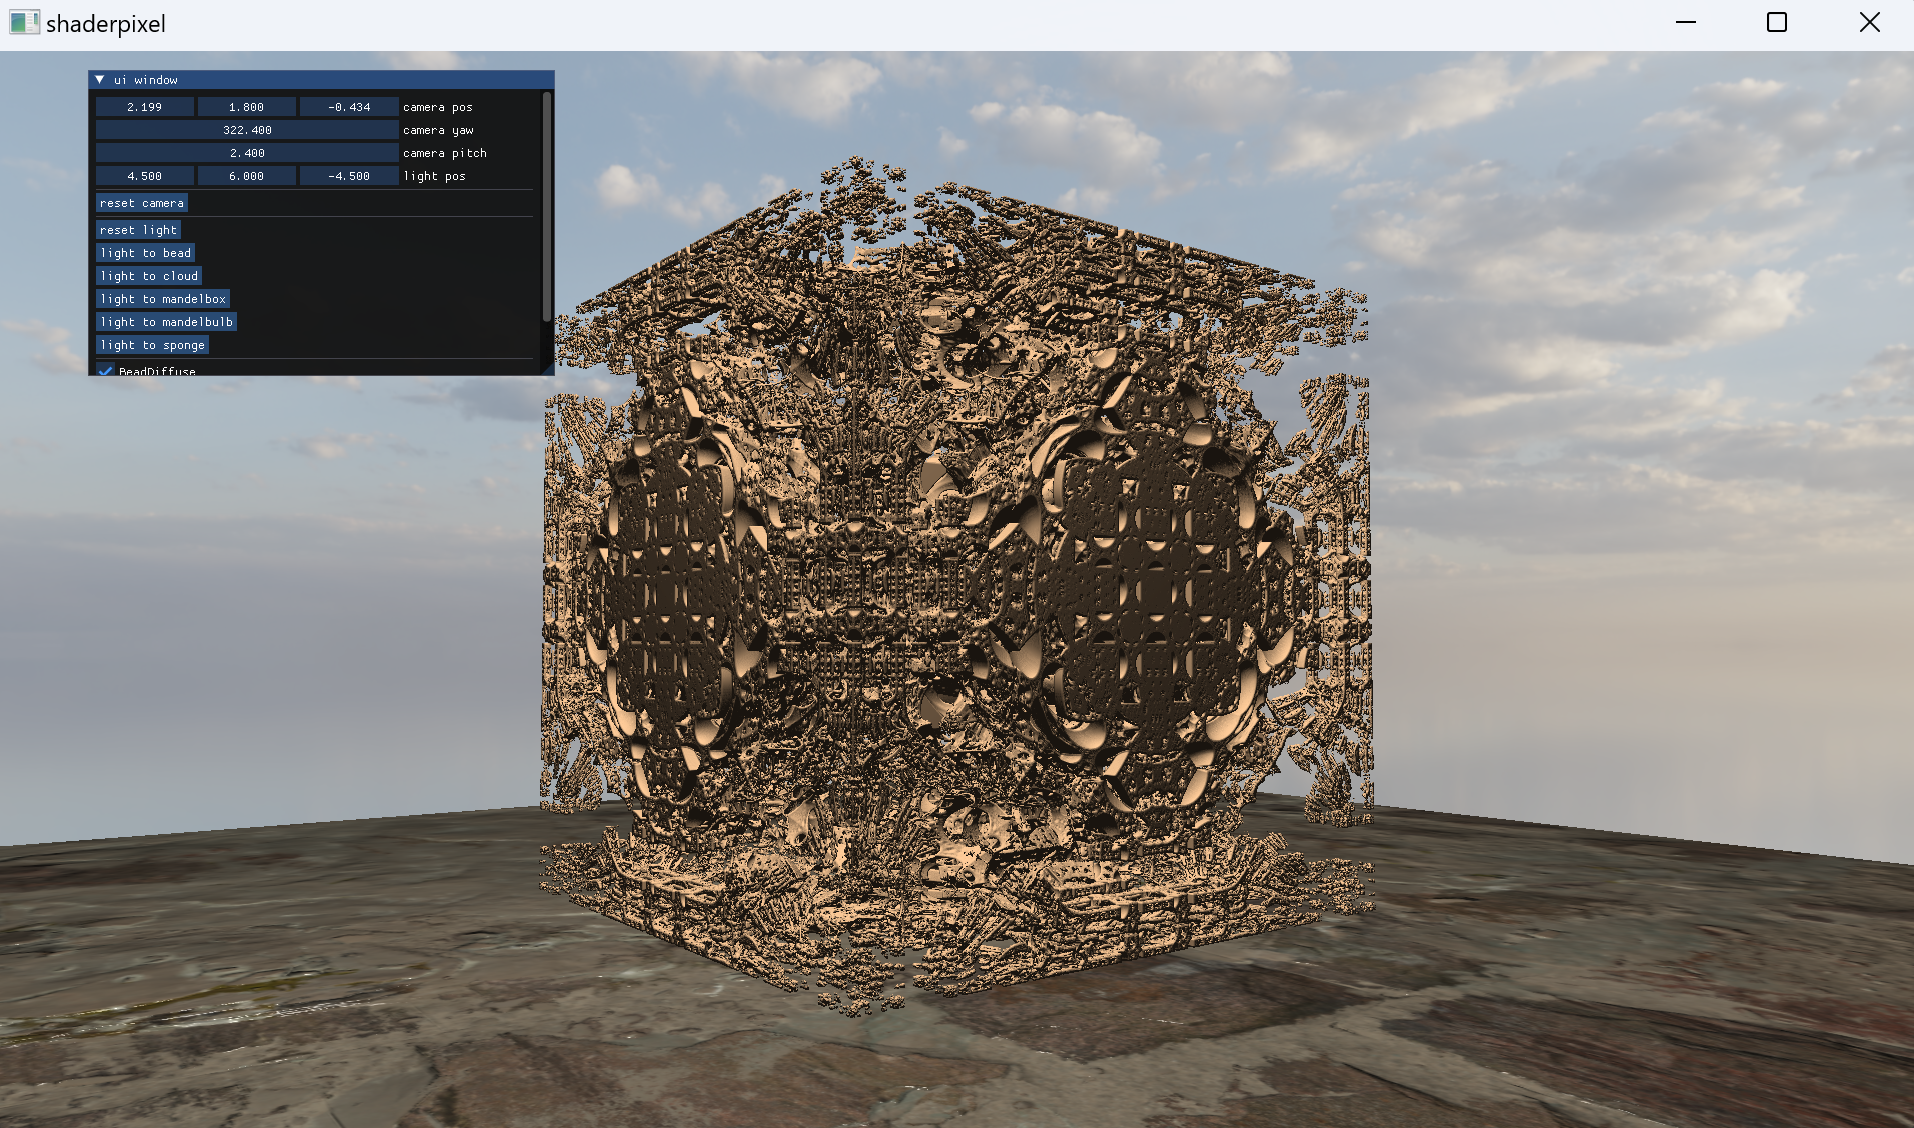 shaderpixel
ui window
2.199 1.800 -0.434 camera pos
322.400 camera yaw
2.400 camera pitch
4.500 6.000 -4.500 light pos
reset camera
reset light
light to bead
light to cloud
light to mandelbox
light to mandelbulb
light to sponge
BeadDiffuse